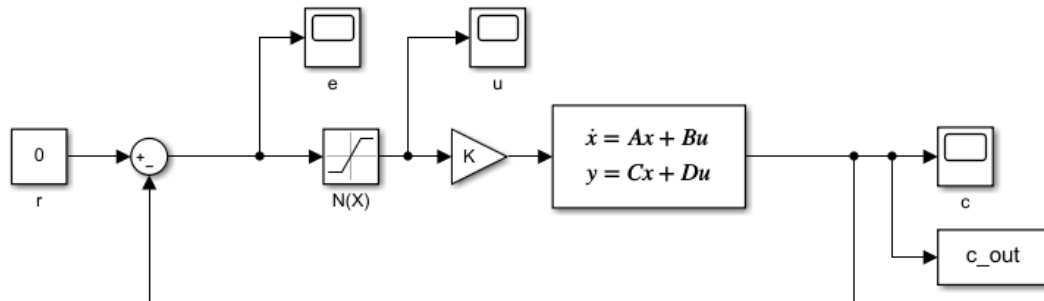 e
u
0
+
−
r
N(X)
K
ẋ = Ax + Bu
y = Cx + Du
c
c_out